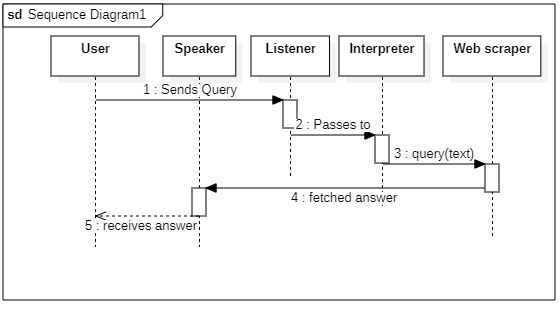 sd Sequence Diagram1
User
Speaker
Listener
Interpreter
Web scraper
1 : Sends Query
2 : Passes to
3 : query(text)
4 : fetched answer
5 : receives answer